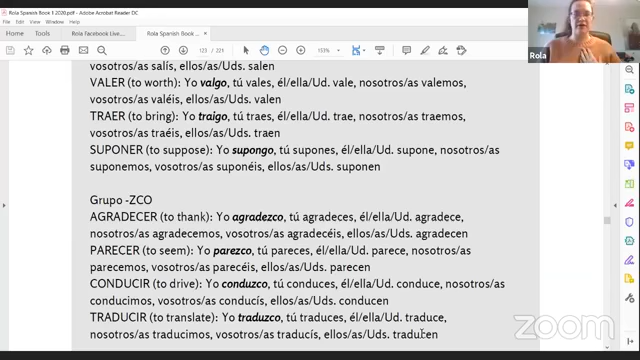 Rola Spanish Book 1 2020.pdf - Adobe Acrobat Reader DC
File Edit View Window Help
Home Tools Rola Facebook Live... Rola Spanish Book ... ×
123 / 221 153%
vosotros/as salís, ellos/as/Uds. salen
VALER (to worth): Yo valgo, tú vales, él/ella/Ud. vale, nosotros/as valemos,
vosotros/as valéis, ellos/as/Uds. valen
TRAER (to bring): Yo traigo, tú traes, él/ella/Ud. trae, nosotros/as traemos,
vosotros/as traéis, ellos/as/Uds. traen
SUPONER (to suppose): Yo supongo, tú supones, él/ella/Ud. supone, nosotros/as
suponemos, vosotros/as suponéis, ellos/as/Uds. suponen
Grupo -ZCO
AGRADECER (to thank): Yo agradezco, tú agradeces, él/ella/Ud. agradece,
nosotros/as agradecemos, vosotros/as agradecéis, ellos/as/Uds. agradecen
PARECER (to seem): Yo parezco, tú pareces, él/ella/Ud. parece, nosotros/as
parecemos, vosotros/as parecéis, ellos/as/Uds. parecen
CONDUCIR (to drive): Yo conduzco, tú conduces, él/ella/Ud. conduce, nosotros/as
conducimos, vosotros/as conducís, ellos/as/Uds. conducen
TRADUCIR (to translate): Yo traduzco, tú traduces, él/ella/Ud. traduce,
nosotros/as traducimos, vosotros/as traducís, ellos/as/Uds. traducen
Rola
zoom